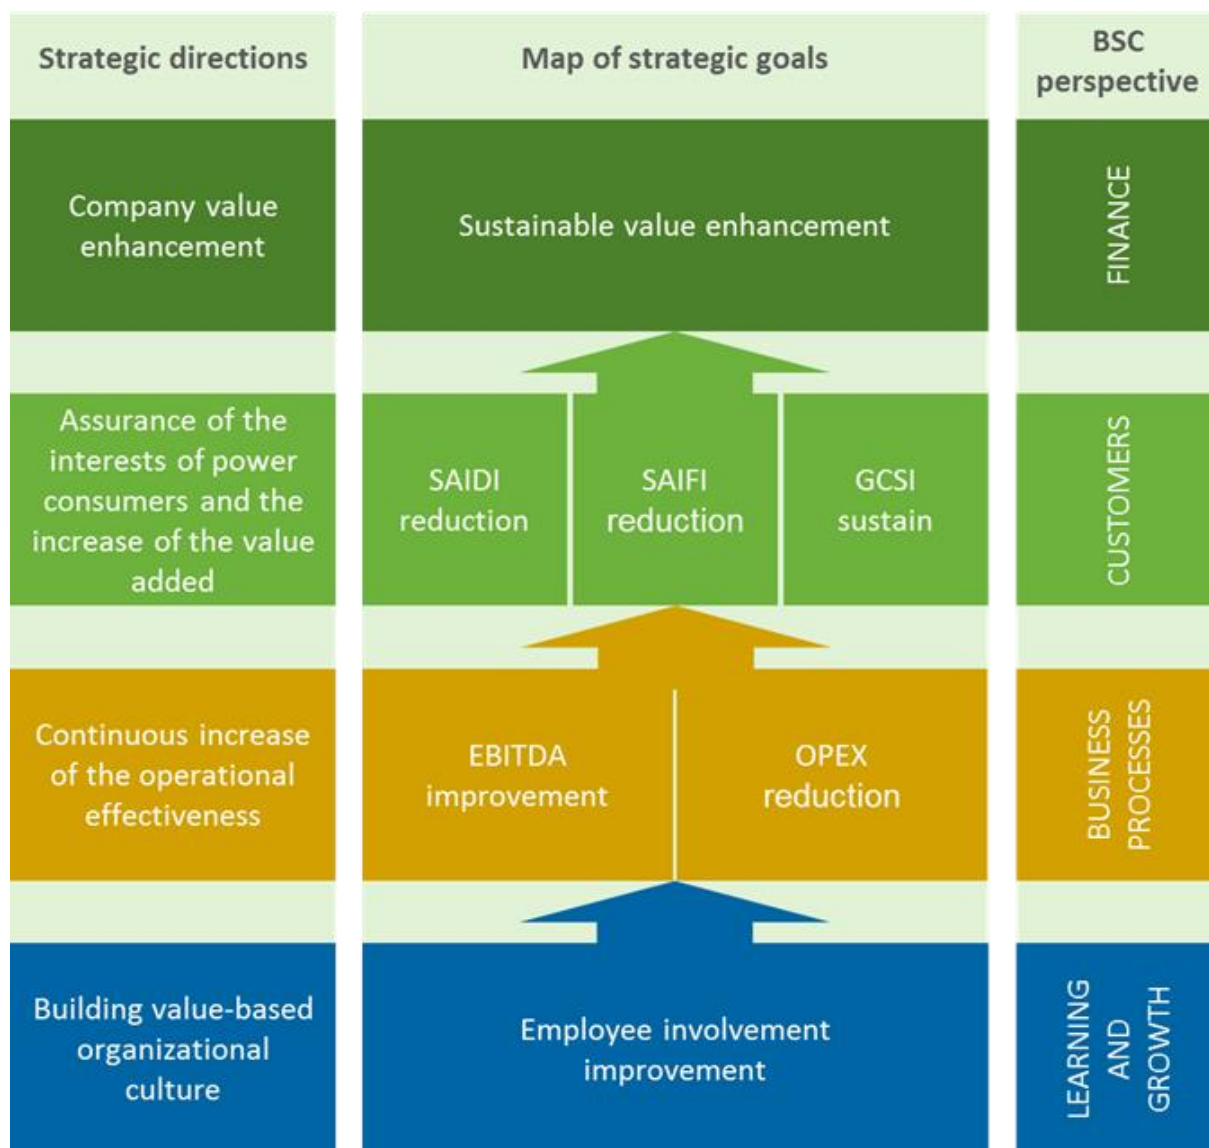 Strategic directions
Map of strategic goals
BSC
perspective
Company value
enhancement
Sustainable value enhancement
FINANCE
Assurance of the
interests of power
consumers and the
increase of the value
added
SAIDI
reduction
SAIFI
reduction
GCSI
sustain
CUSTOMERS
Continuous increase
of the operational
effectiveness
EBITDA
improvement
OPEX
reduction
BUSINESS
PROCESSES
Building value-based
organizational
culture
Employee involvement
improvement
LEARNING
AND
GROWTH